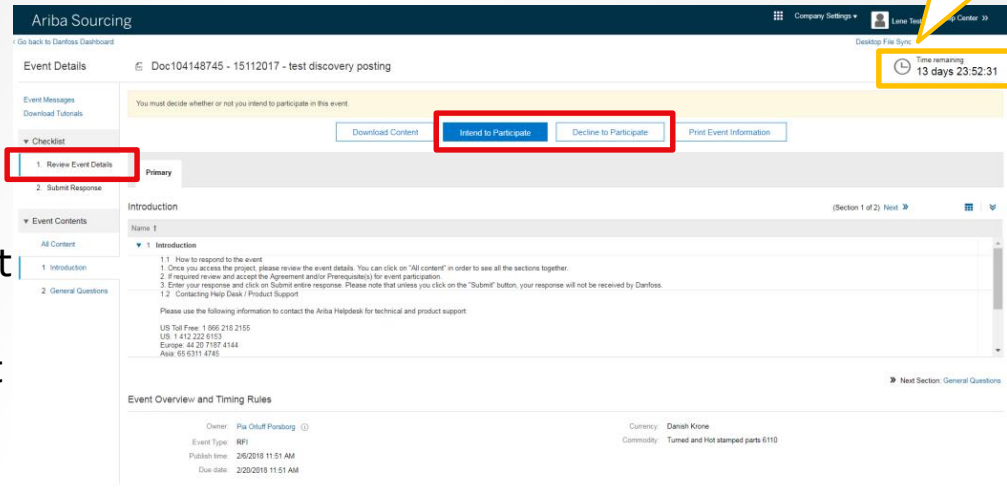 Ariba Sourcing
Company Settings ▾
Lene Test
Center »
Go back to Danfoss Dashboard
Desktop File Sync
Event Details
Doc104148745 - 15112017 - test discovery posting
Time remaining
13 days 23:52:31
Event Messages
Download Tutorials
You must decide whether or not you intend to participate in this event.
Download Content
Intend to Participate
Decline to Participate
Print Event Information
▼ Checklist
1. Review Event Details
2. Submit Response
Primary
Introduction
(Section 1 of 2) Next »
Name ↑
▼ Event Contents
All Content
1 Introduction
2 General Questions
t
t
▼ 1 Introduction
1.1 How to respond to the event
1. Once you access the project, please review the event details. You can click on "All content" in order to see all the sections together.
2. If required review and accept the Agreement and/or Prerequisite(s) for event participation.
3. Enter your response and click on Submit entire response. Please note that unless you click on the "Submit" button, your response will not be received by Danfoss.
1.2 Contacting Help Desk / Product Support
Please use the following information to contact the Ariba Helpdesk for technical and product support
US Toll Free: 1 866 218 2155
US: 1 412 222 6153
Europe: 44 20 7187 4144
Asia: 65 6311 4745
» Next Section: General Questions
Event Overview and Timing Rules
Owner: Pia Orluff Porsborg
Event Type: RFI
Publish time: 2/6/2018 11:51 AM
Due date: 2/20/2018 11:51 AM
Currency: Danish Krone
Commodity: Turned and Hot stamped parts 6110